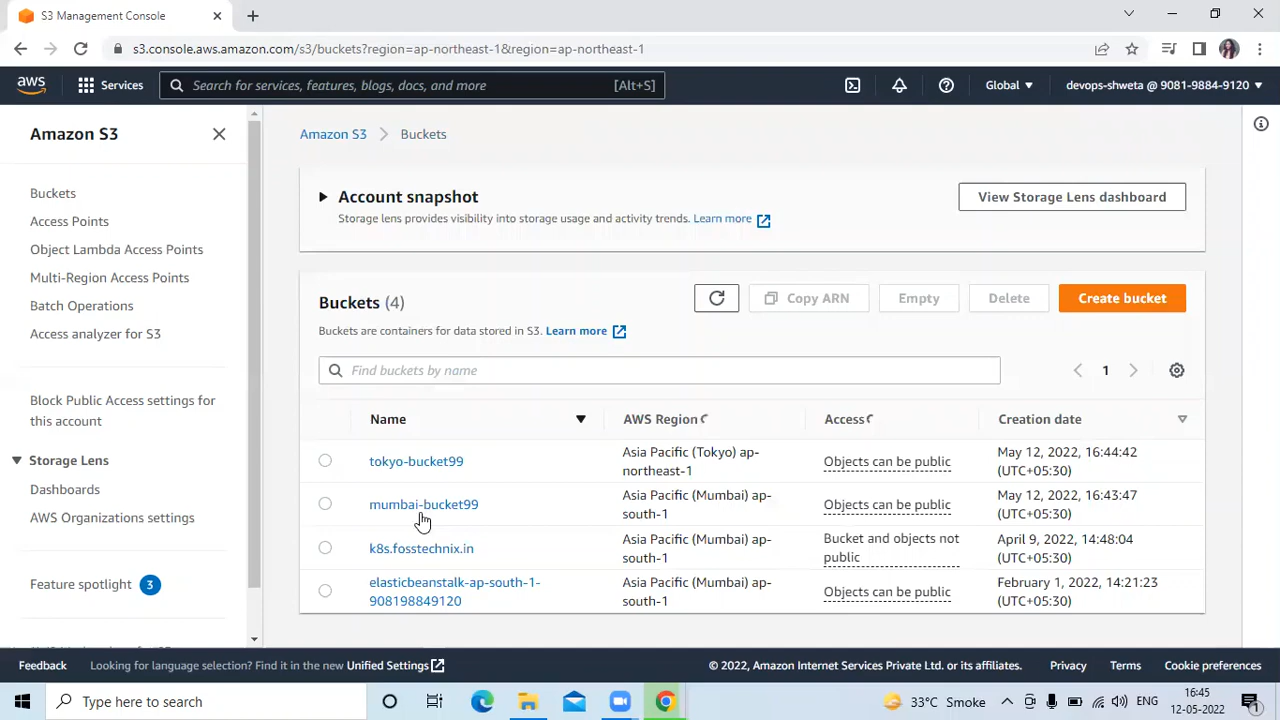 S3 Management Console
s3.console.aws.amazon.com/s3/buckets?region=ap-northeast-1&region=ap-northeast-1
aws
Services
Search for services, features, blogs, docs, and more
[Alt+S]
Global
devops-shweta @ 9081-9884-9120
Amazon S3
Buckets
Access Points
Object Lambda Access Points
Multi-Region Access Points
Batch Operations
Access analyzer for S3
Block Public Access settings for
this account
Storage Lens
Dashboards
AWS Organizations settings
Feature spotlight 3
Amazon S3 > Buckets
Account snapshot
Storage lens provides visibility into storage usage and activity trends. Learn more
View Storage Lens dashboard
Buckets (4)
Buckets are containers for data stored in S3. Learn more
Copy ARN
Empty
Delete
Create bucket
Find buckets by name
1
Name
AWS Region
Access
Creation date
tokyo-bucket99
Asia Pacific (Tokyo) ap-
northeast-1
Objects can be public
May 12, 2022, 16:44:42
(UTC+05:30)
mumbai-bucket99
Asia Pacific (Mumbai) ap-
south-1
Objects can be public
May 12, 2022, 16:43:47
(UTC+05:30)
k8s.fosstechnix.in
Asia Pacific (Mumbai) ap-
south-1
Bucket and objects not
public
April 9, 2022, 14:48:04
(UTC+05:30)
elasticbeanstalk-ap-south-1-
908198849120
Asia Pacific (Mumbai) ap-
south-1
Objects can be public
February 1, 2022, 14:21:23
(UTC+05:30)
Feedback
Looking for language selection? Find it in the new Unified Settings
© 2022, Amazon Internet Services Private Ltd. or its affiliates.
Privacy
Terms
Cookie preferences
Type here to search
33°C Smoke
ENG
16:45
12-05-2022
1